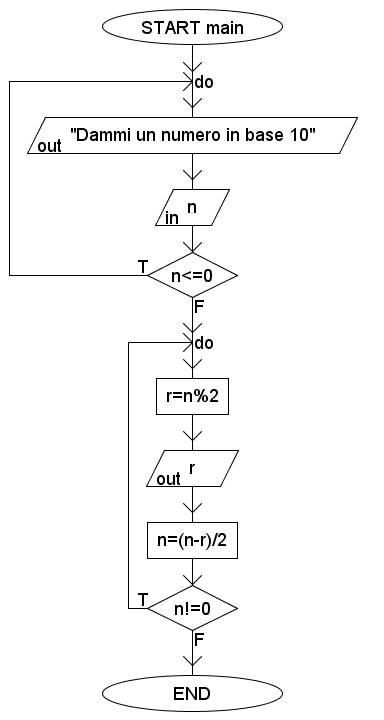 START main
do
"Dammi un numero in base 10"
out
n
in
T
n<=0
F
do
r=n%2
r
out
n=(n-r)/2
T
n!=0
F
END